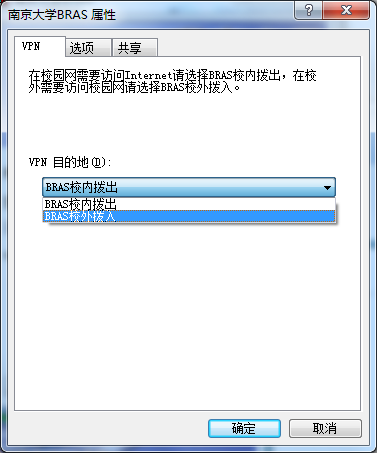 南京大学BRAS 属性
VPN 选项 共享
在校园网需要访问Internet请选择BRAS校内拨出，在校
外需要访问校园网请选择BRAS校外拨入。
VPN 目的地(D):
BRAS校内拨出
BRAS校内拨出
BRAS校外拨入
确定 取消